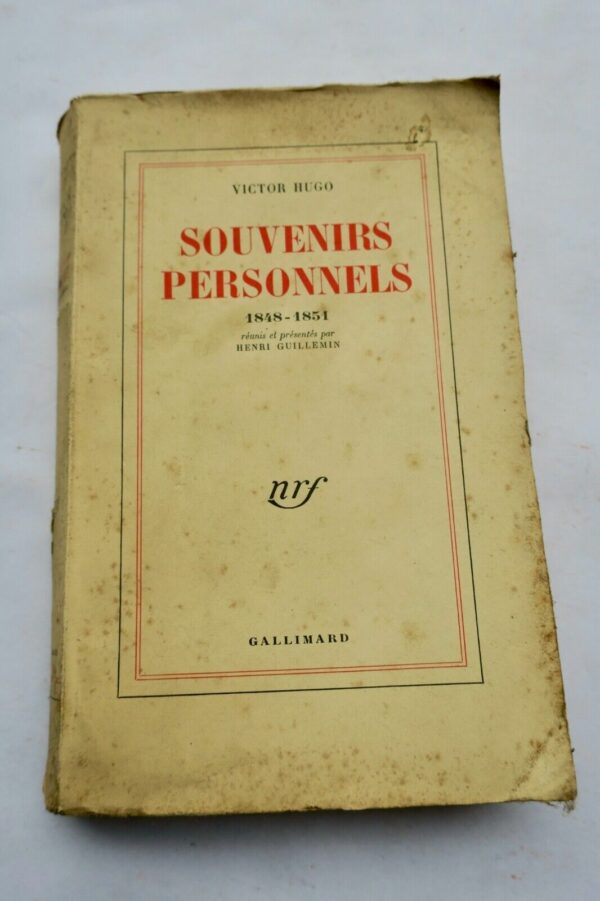 VICTOR HUGO
SOUVENIRS
PERSONNELS
1848-1851
réunis et présentés par
HENRI GUILLEMIN
nrf
GALLIMARD